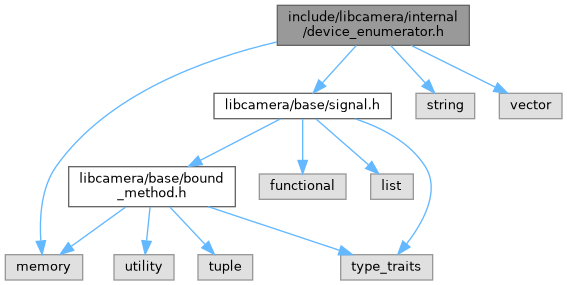 include/libcamera/internal
/device_enumerator.h
libcamera/base/signal.h
string
vector
libcamera/base/bound
_method.h
functional
list
memory
utility
tuple
type_traits